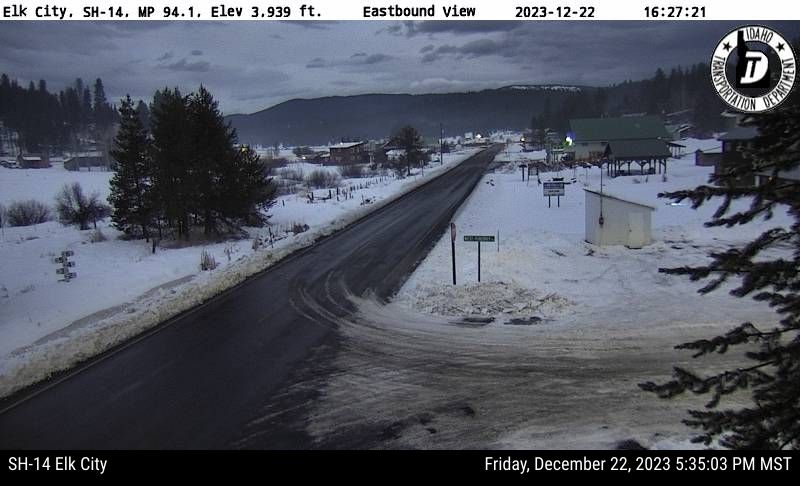 Elk City, SH-14, MP 94.1, Elev 3,939 ft. Eastbound View 2023-12-22 16:27:21
IDAHO
TRANSPORTATION DEPARTMENT
SH-14 Elk City Friday, December 22, 2023 5:35:03 PM MST